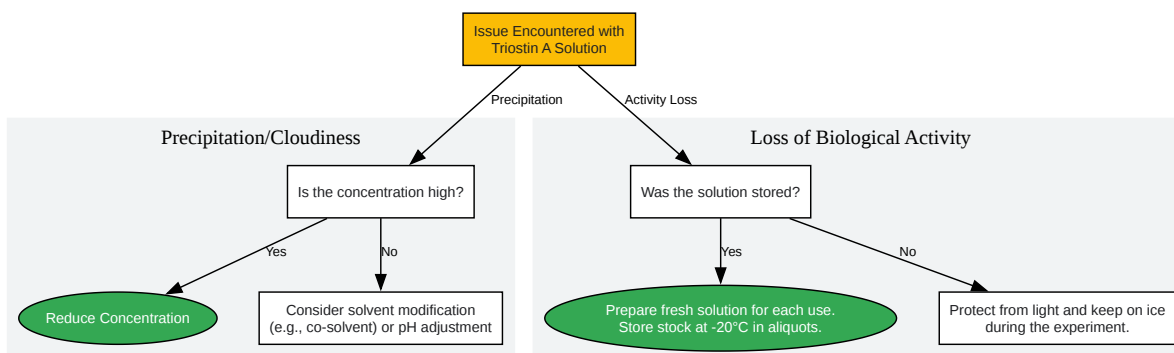 Issue Encountered with
Triostin A Solution
Precipitation
Activity Loss
Precipitation/Cloudiness
Loss of Biological Activity
Is the concentration high?
Was the solution stored?
Yes
No
Yes
No
Reduce Concentration
Consider solvent modification
(e.g., co-solvent) or pH adjustment
Prepare fresh solution for each use.
Store stock at -20°C in aliquots.
Protect from light and keep on ice
during the experiment.